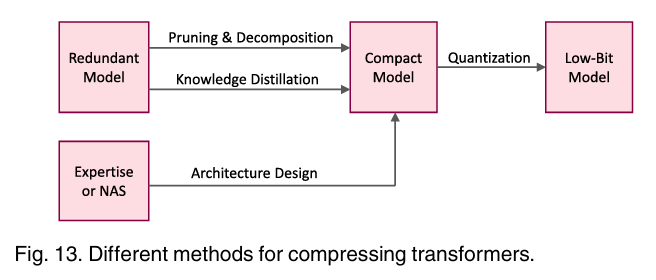 Pruning & Decomposition
Redundant
Model
Knowledge Distillation
Compact
Model
Quantization
Low-Bit
Model
Expertise
or NAS
Architecture Design
Fig. 13. Different methods for compressing transformers.